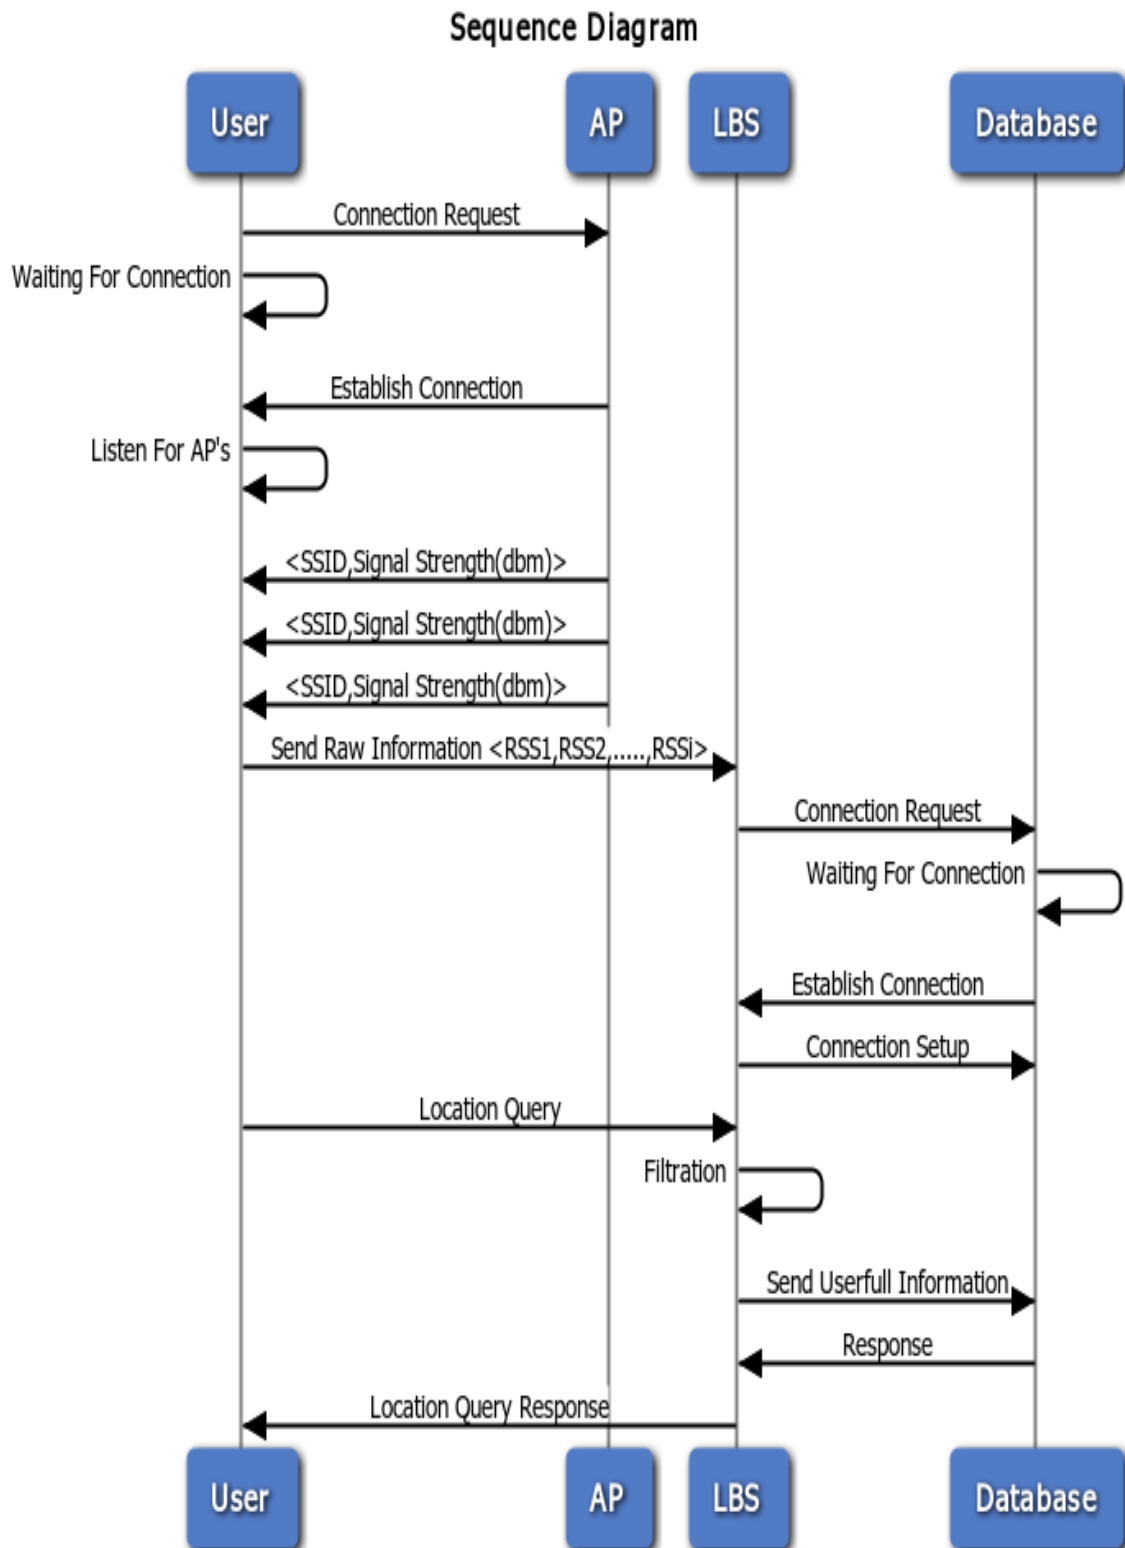 Sequence Diagram
User
AP
LBS
Database
Connection Request
Waiting For Connection
Establish Connection
Listen For AP's
<SSID,Signal Strength(dbm)>
<SSID,Signal Strength(dbm)>
<SSID,Signal Strength(dbm)>
Send Raw Information <RSS1,RSS2,.....,RSSi>
Connection Request
Waiting For Connection
Establish Connection
Connection Setup
Location Query
Filtration
Send Userfull Information
Response
Location Query Response
User
AP
LBS
Database